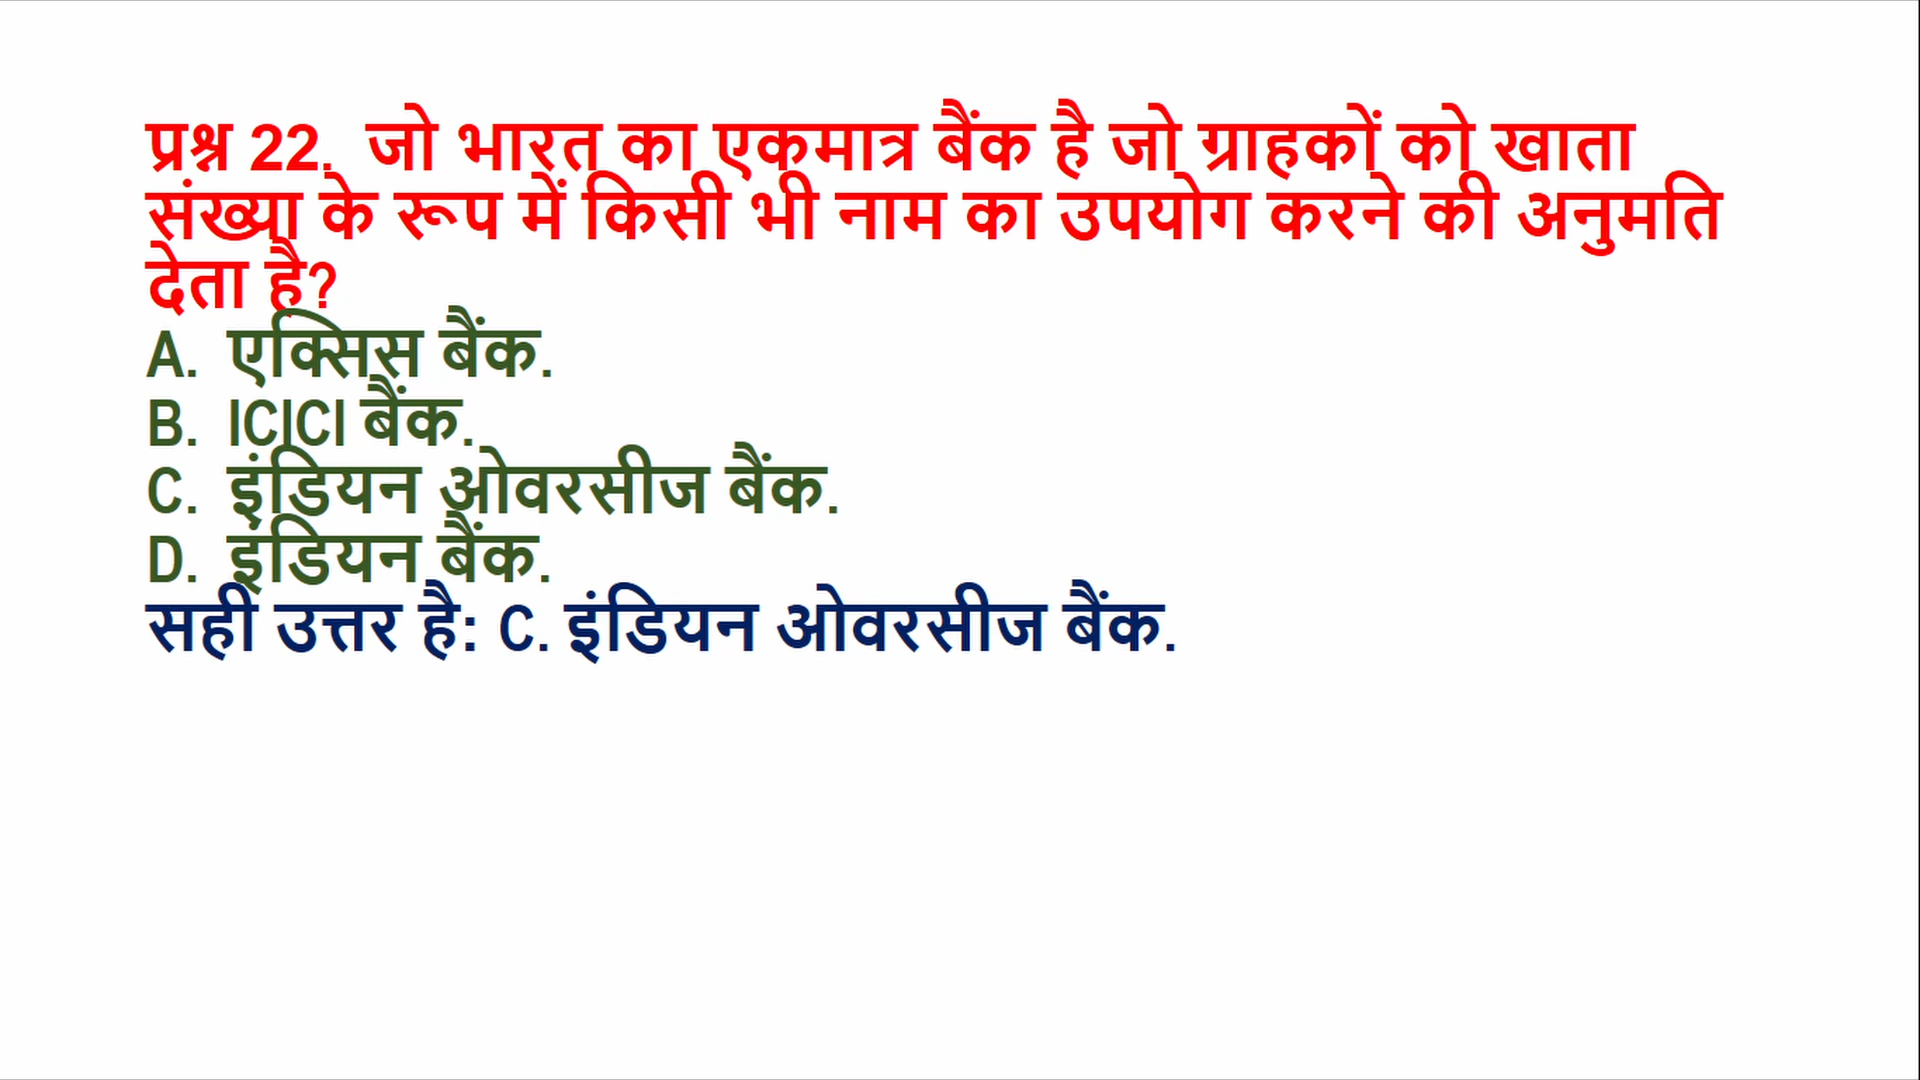 प्रश्न 22. जो भारत का एकमात्र बैंक है जो ग्राहकों को खाता
संख्या के रूप में किसी भी नाम का उपयोग करने की अनुमति
देता है?
A. एक्सिस बैंक.
B. ICICI बैंक.
C. इंडियन ओवरसीज बैंक.
D. इंडियन बैंक.
सही उत्तर है: C. इंडियन ओवरसीज बैंक.